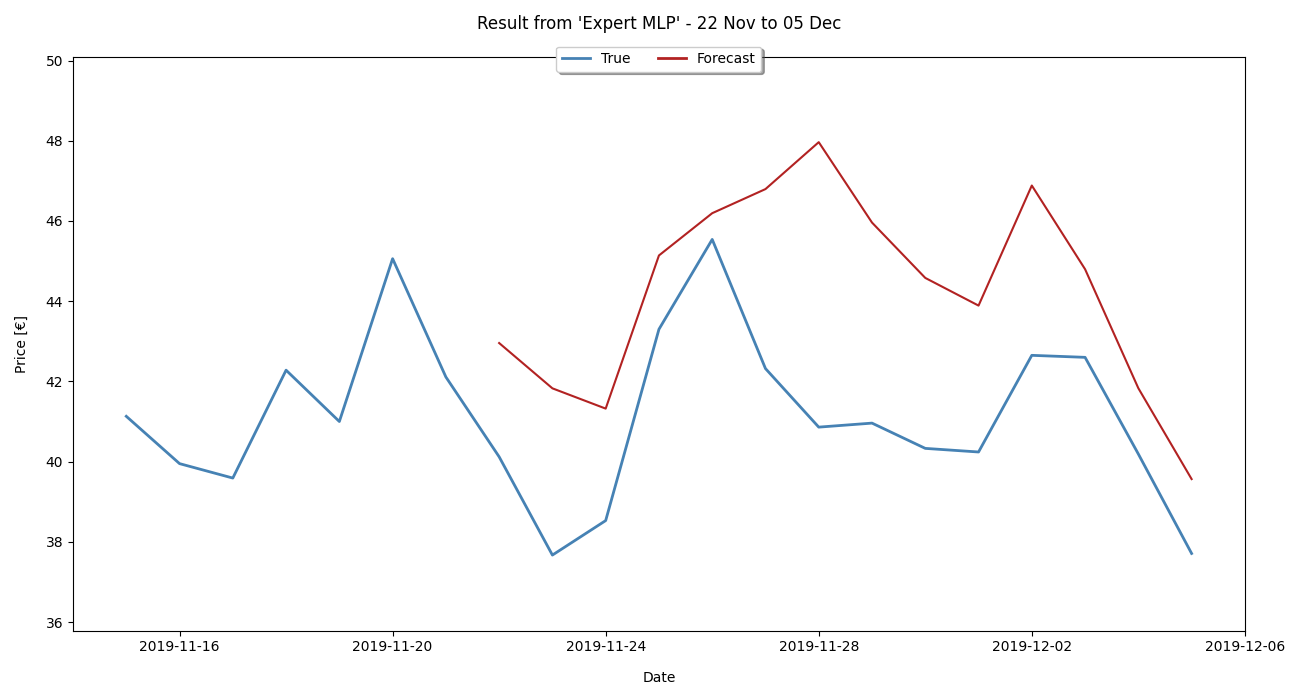 Result from 'Expert MLP' - 22 Nov to 05 Dec
True Forecast
50
48
46
44
42
40
38
36
Price [€]
2019-11-16 2019-11-20 2019-11-24 2019-11-28 2019-12-02 2019-12-06
Date